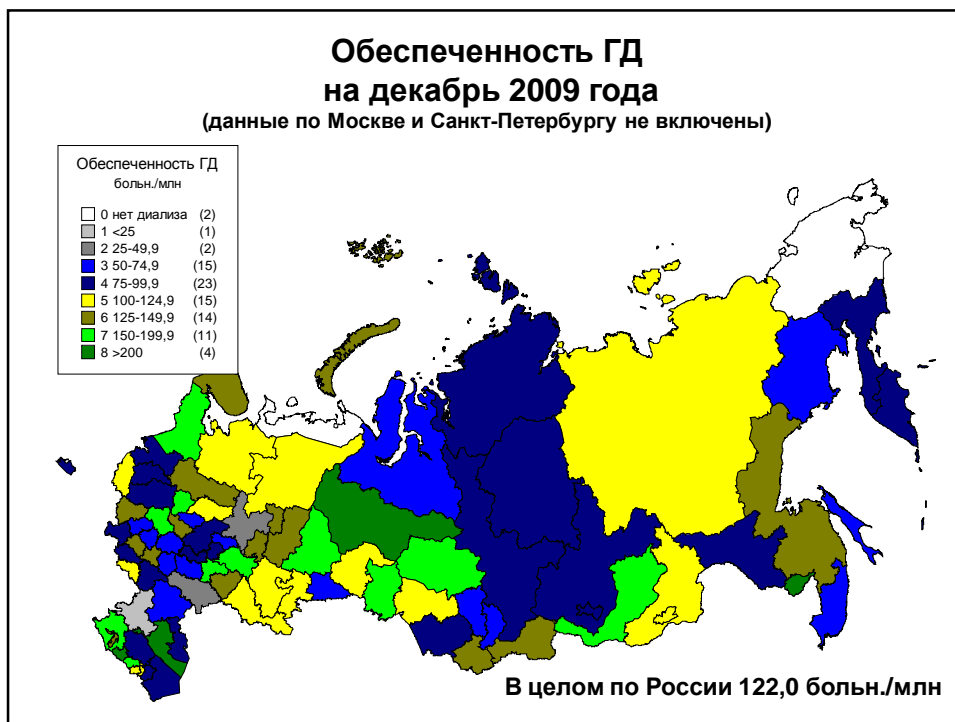 Обеспеченность ГД
на декабрь 2009 года
(данные по Москве и Санкт-Петербургу не включены)
Обеспеченность ГД
больн./млн
0 нет диализа (2)
1 <25 (1)
2 25-49,9 (2)
3 50-74,9 (15)
4 75-99,9 (23)
5 100-124,9 (15)
6 125-149,9 (14)
7 150-199,9 (11)
8 >200 (4)
В целом по России 122,0 больн./млн